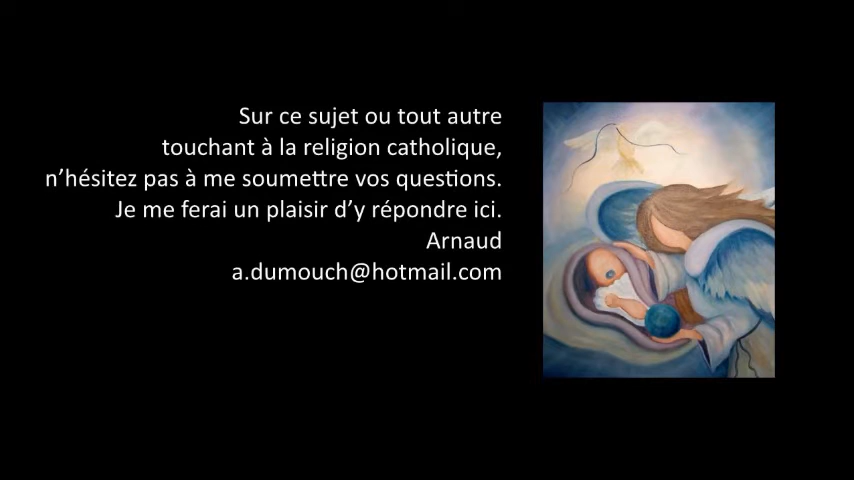 Sur ce sujet ou tout autre
touchant à la religion catholique,
n’hésitez pas à me soumettre vos questions.
Je me ferai un plaisir d’y répondre ici.
Arnaud
a.dumouch@hotmail.com